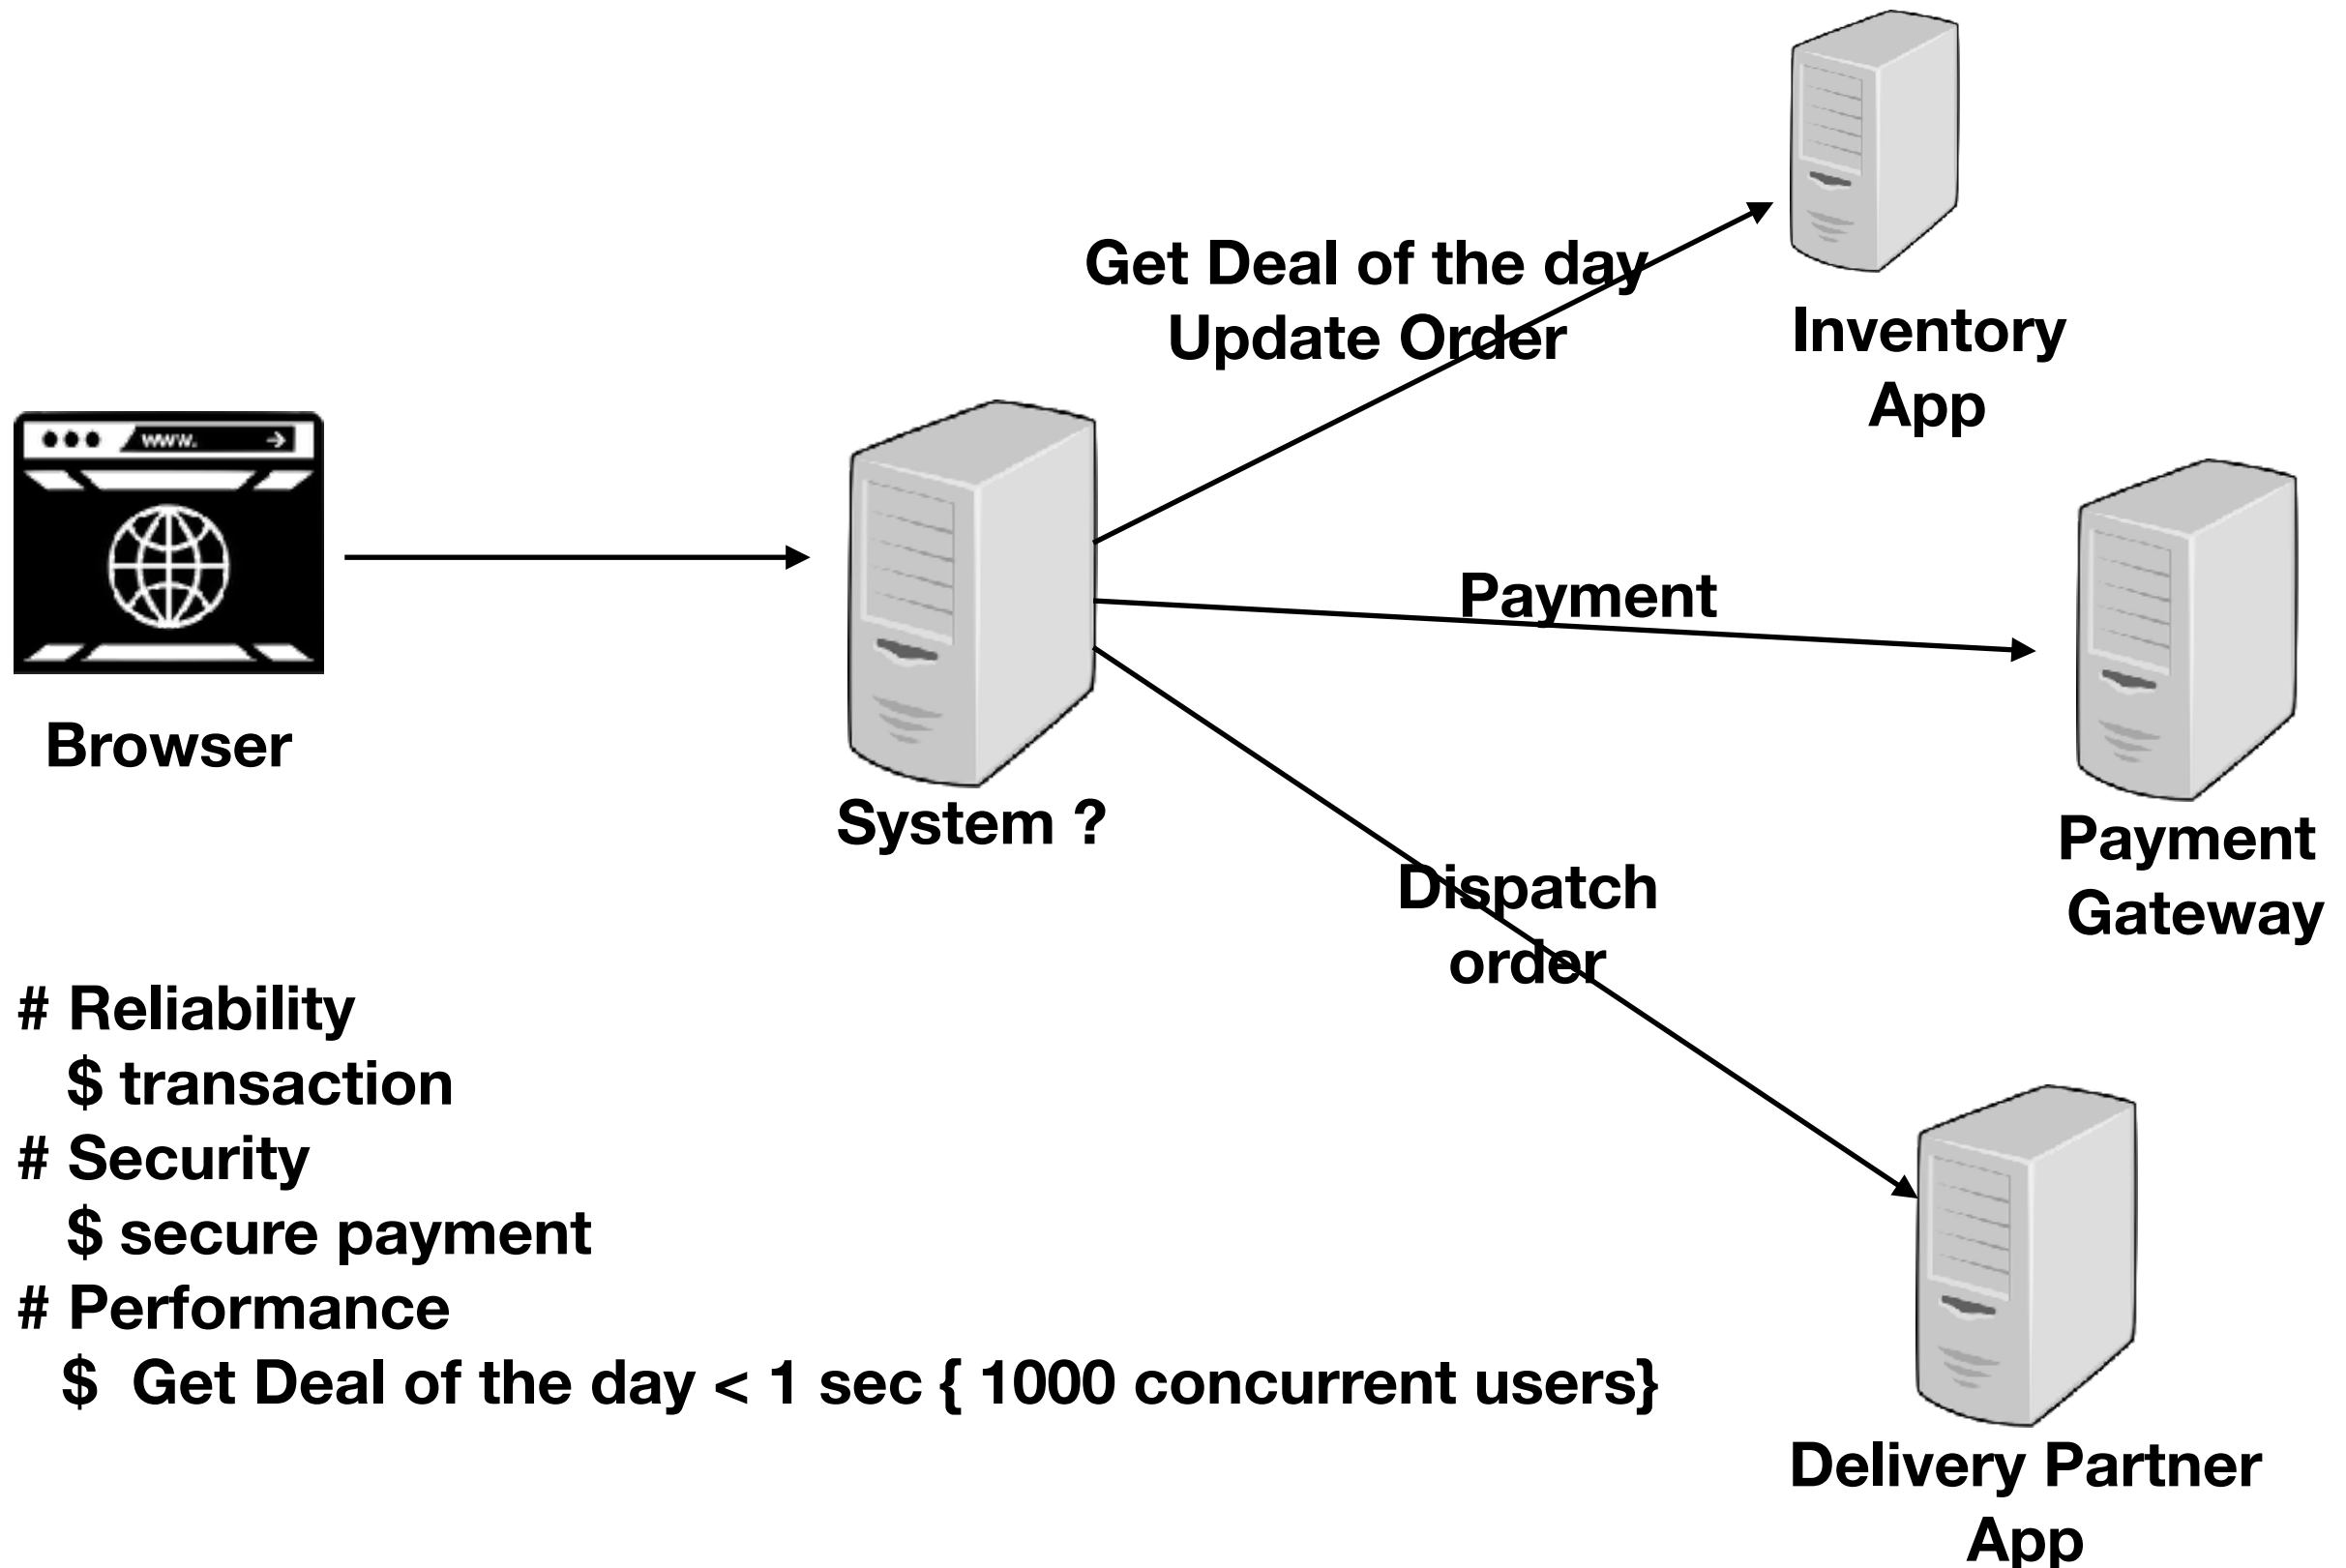 Get Deal of the day
Update Order
Inventory
App
www.
Browser
System ?
Payment
Payment
Gateway
Dispatch
order
# Reliability
$ transaction
# Security
$ secure payment
# Performance
$ Get Deal of the day < 1 sec { 1000 concurrent users}
Delivery Partner
App